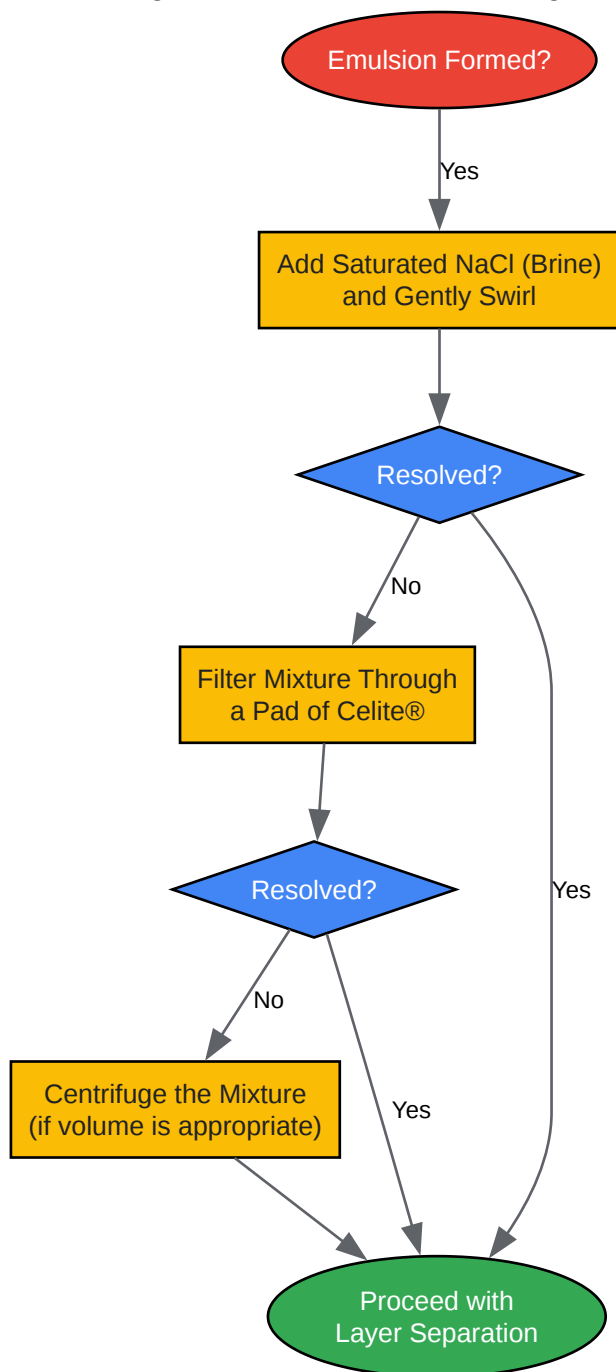 Emulsion Formed?
Yes
Add Saturated NaCl (Brine)
and Gently Swirl
Resolved?
No
Filter Mixture Through
a Pad of Celite®
Resolved?
Yes
No
Centrifuge the Mixture
(if volume is appropriate)
Yes
Proceed with
Layer Separation